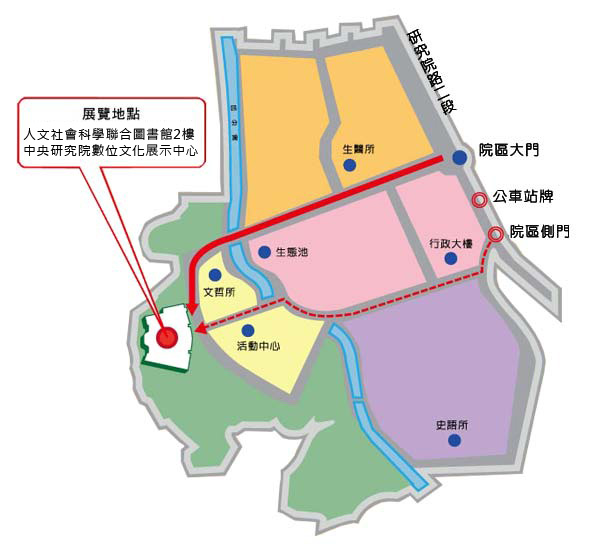 研究院路二段
展覽地點
人文社會科學聯合圖書館2樓
中央研究院數位文化展示中心
四分溪
生醫所
院區大門
公車站牌
院區側門
行政大樓
生態池
文哲所
活動中心
史語所